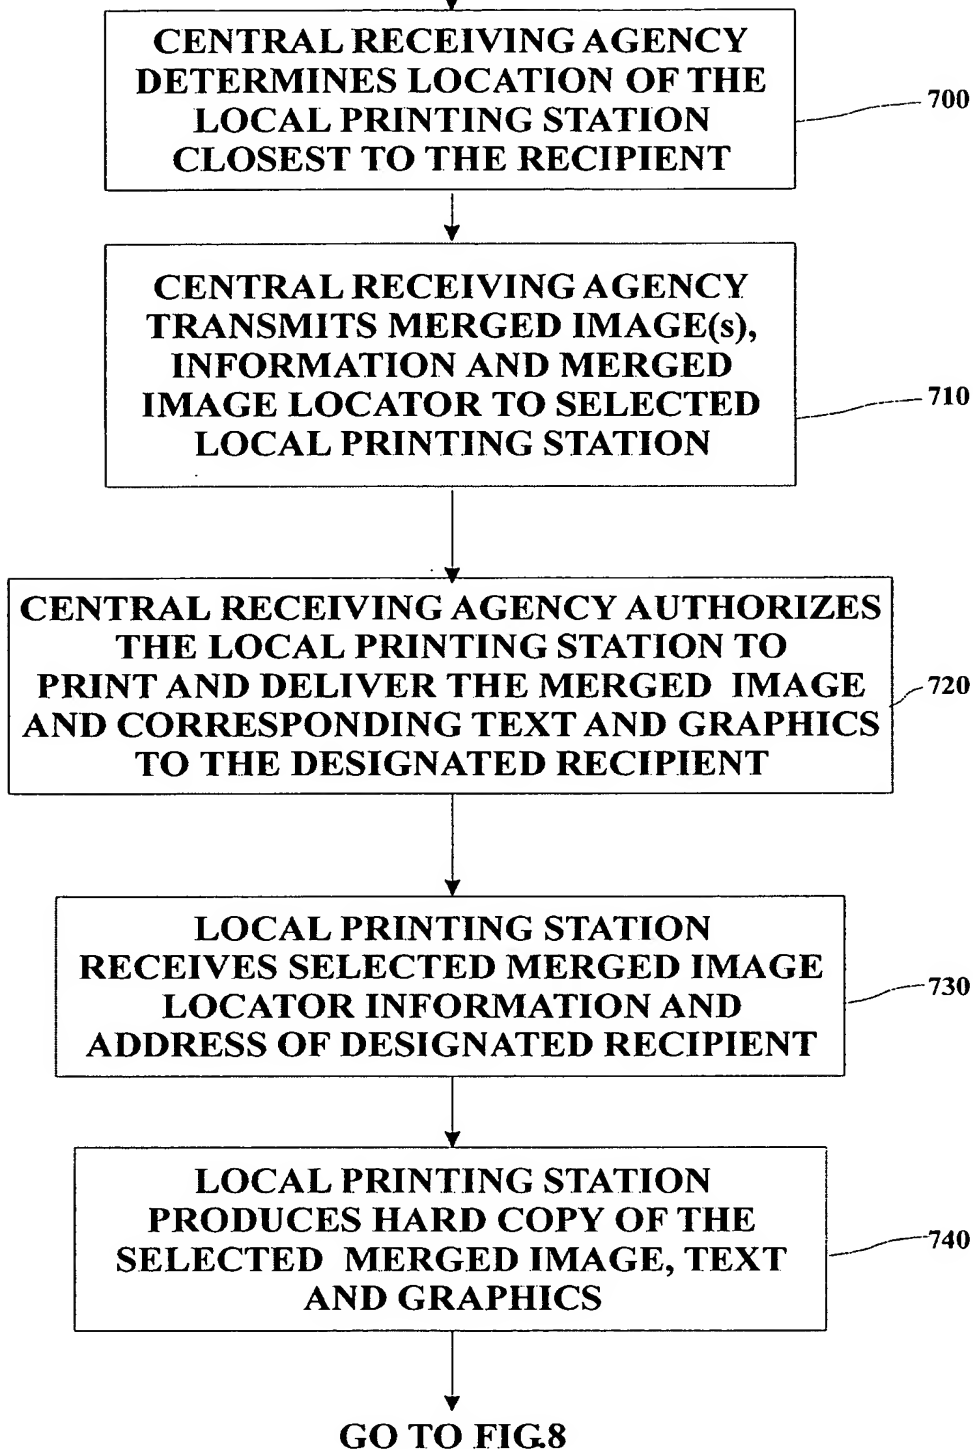 CENTRAL RECEIVING AGENCY
DETERMINES LOCATION OF THE
LOCAL PRINTING STATION
CLOSEST TO THE RECIPIENT
700
CENTRAL RECEIVING AGENCY
TRANSMITS MERGED IMAGE(s),
INFORMATION AND MERGED
IMAGE LOCATOR TO SELECTED
LOCAL PRINTING STATION
710
CENTRAL RECEIVING AGENCY AUTHORIZES
THE LOCAL PRINTING STATION TO
PRINT AND DELIVER THE MERGED IMAGE
AND CORRESPONDING TEXT AND GRAPHICS
TO THE DESIGNATED RECIPIENT
720
LOCAL PRINTING STATION
RECEIVES SELECTED MERGED IMAGE
LOCATOR INFORMATION AND
ADDRESS OF DESIGNATED RECIPIENT
730
LOCAL PRINTING STATION
PRODUCES HARD COPY OF THE
SELECTED MERGED IMAGE, TEXT
AND GRAPHICS
740
GO TO FIG.8